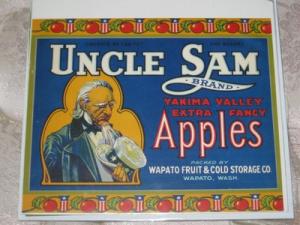 UNCLE SAM
BRAND
YAKIMA VALLEY
EXTRA FANCY
Apples
PACKED BY
WAPATO FRUIT & COLD STORAGE CO.
WAPATO, WASH.